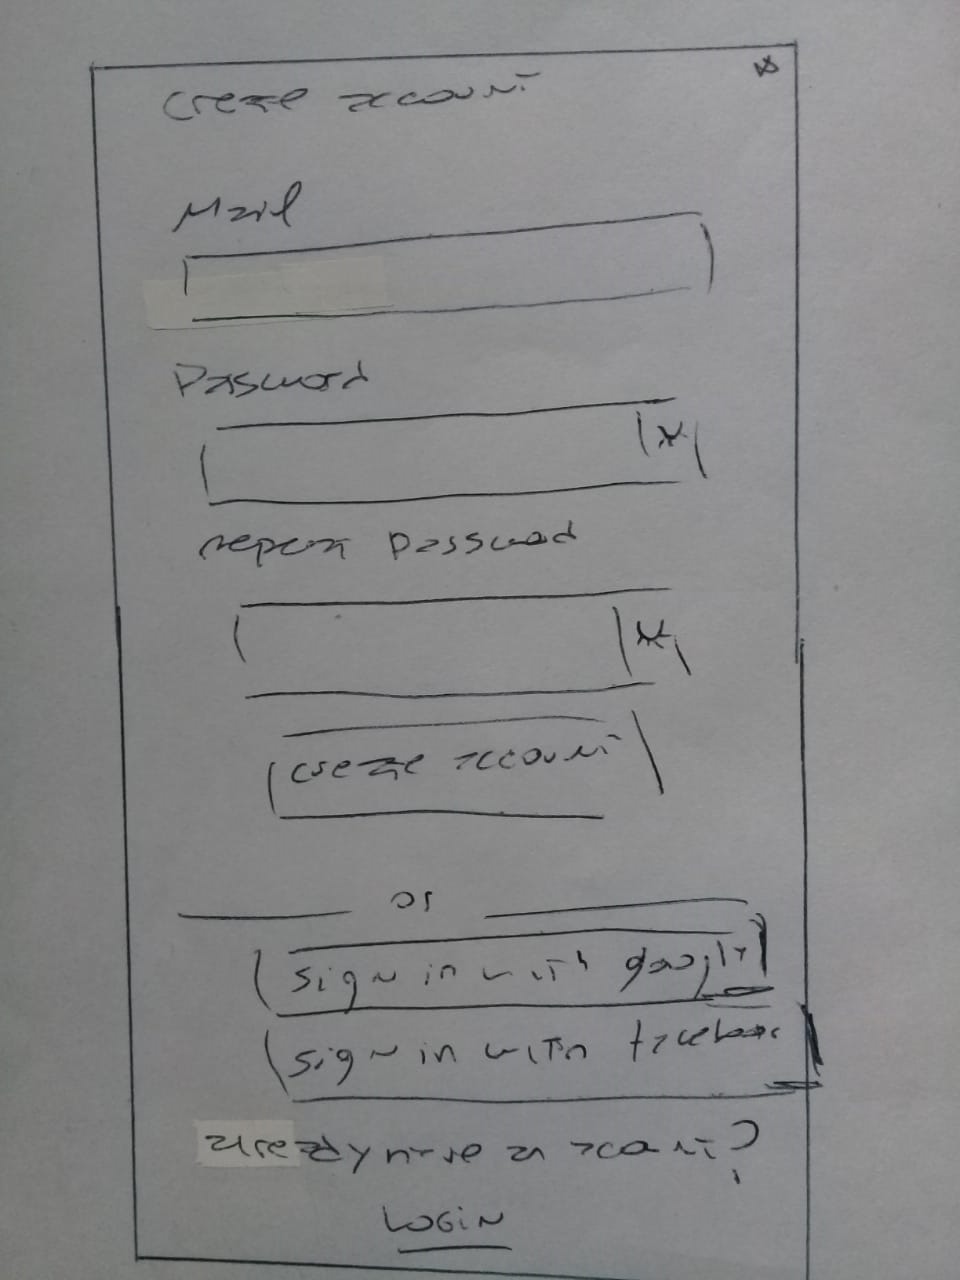 create account
Mail
Password
repeat password
create account
or
sign in with google
sign in with facebook
already have an account?
LOGIN